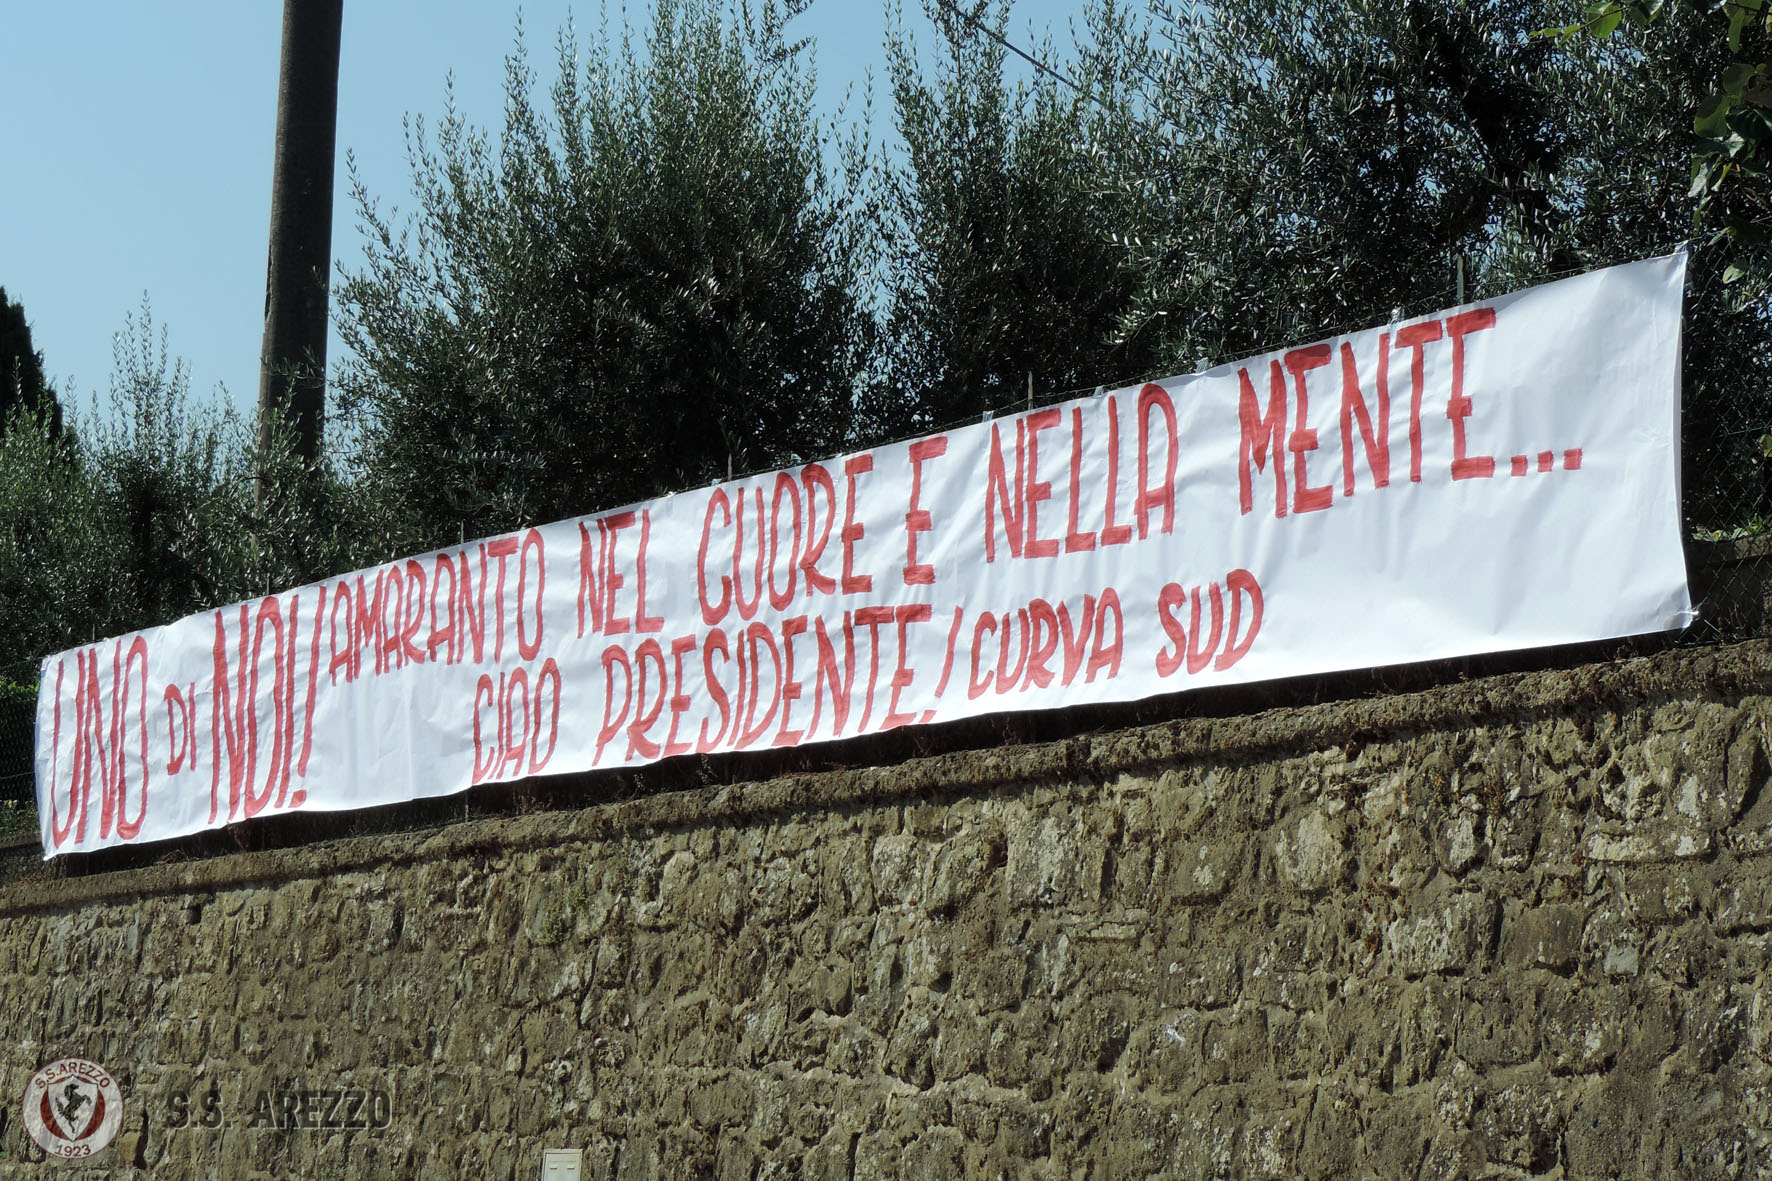 UNO DI NOI! AMARANTO NEL CUORE E NELLA MENTE...
CIAO PRESIDENTE! CURVA SUD
S.S.AREZZO
1923
S.S. AREZZO